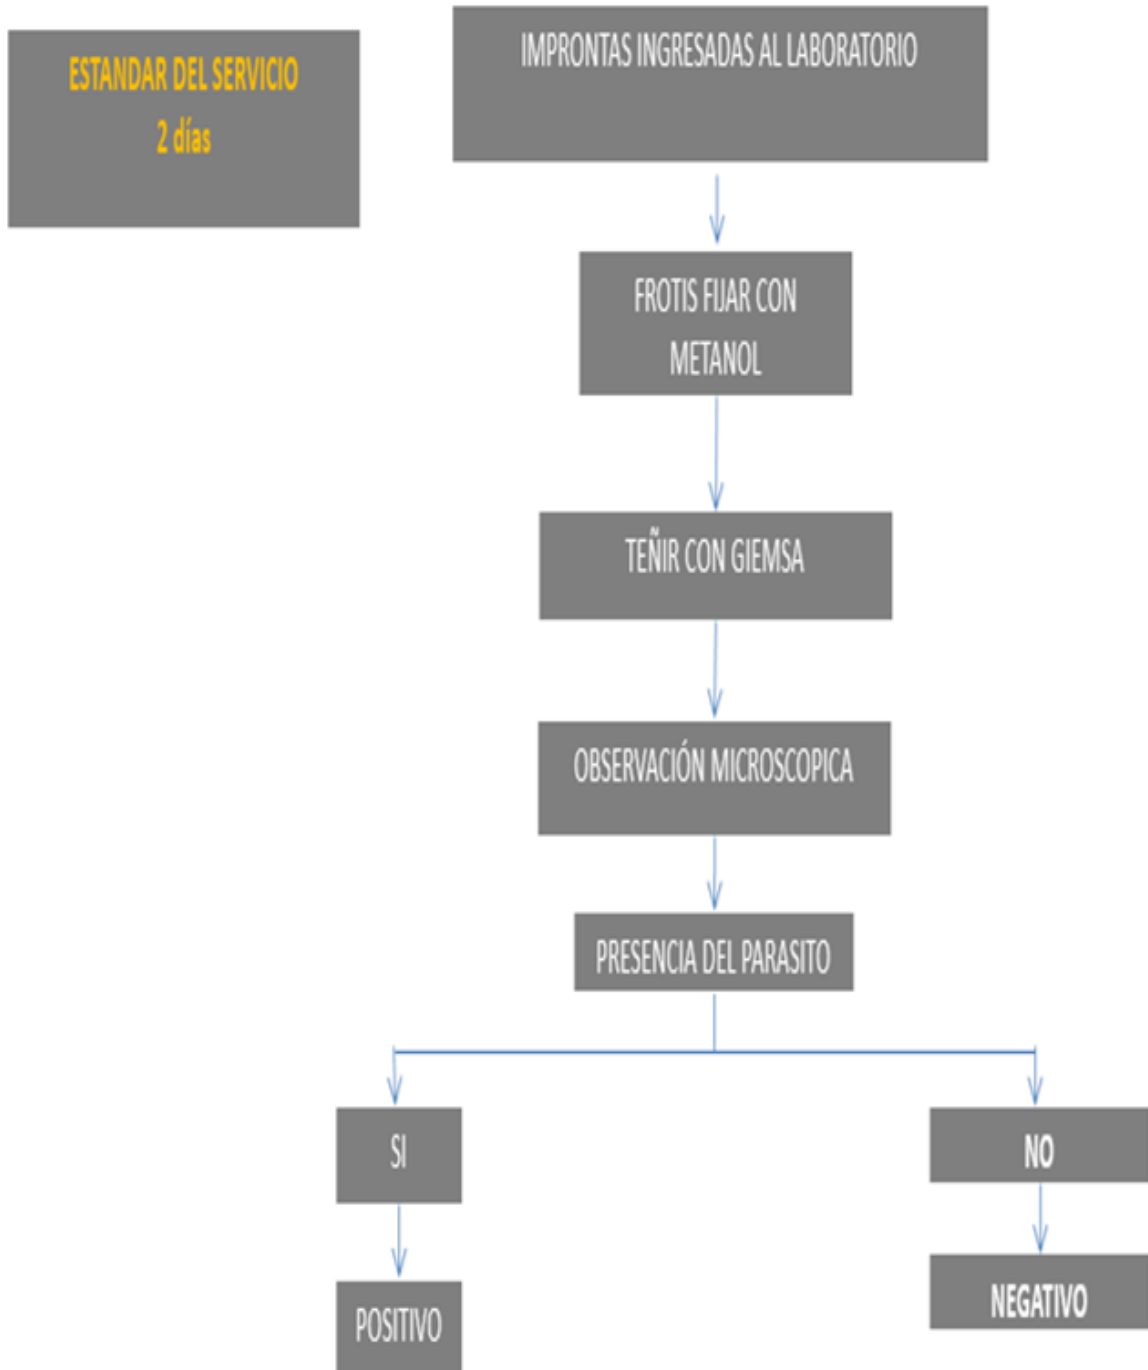 ESTANDAR DEL SERVICIO
2 días
IMPRONTAS INGRESADAS AL LABORATORIO
FROTIS FIJAR CON
METANOL
TEÑIR CON GIEMSA
OBSERVACIÓN MICROSCOPICA
PRESENCIA DEL PARASITO
SI
NO
POSITIVO
NEGATIVO